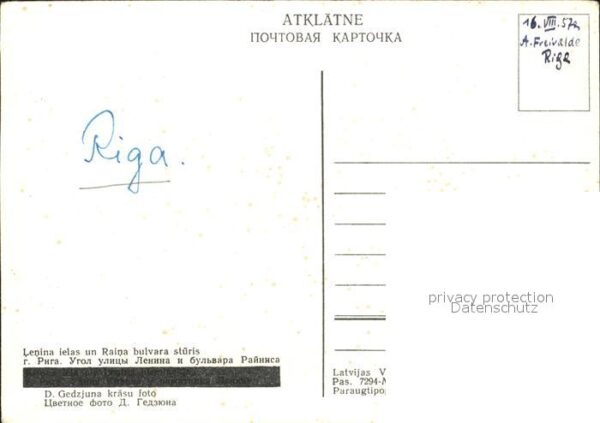 ATKLĀTNE
ПОЧТОВАЯ КАРТОЧКА
16. VIII. 57.
A. Freivalde
Riga
Riga.
Ļeņina ielas un Raiņa bulvara stūris
г. Рига. Угол улицы Ленина и бульвара Райниса
D. Gedzjuna krāsu foto
Цветное фото Д. Гедзюна
privacy protection
Datenschutz
Latvijas V
Pas. 7294-
Paraugtipo